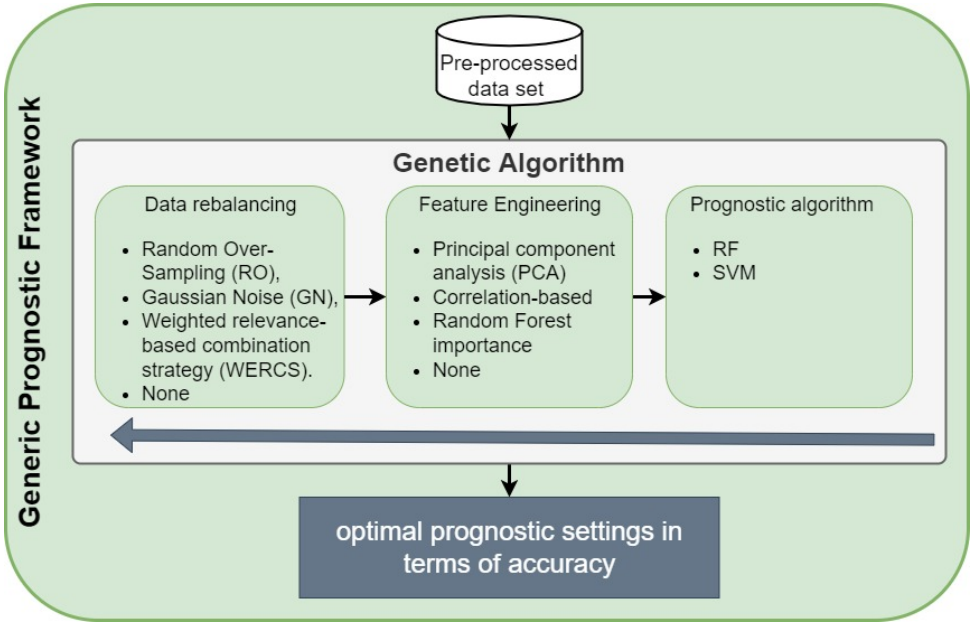 Generic Prognostic Framework
Pre-processed
data set
Genetic Algorithm
Data rebalancing
• Random Over-
Sampling (RO),
• Gaussian Noise (GN),
• Weighted relevance-
based combination
strategy (WERCS).
• None
Feature Engineering
• Principal component
analysis (PCA)
• Correlation-based
• Random Forest
importance
• None
Prognostic algorithm
• RF
• SVM
optimal prognostic settings in
terms of accuracy